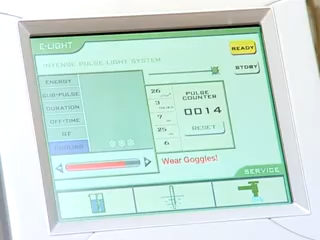 E-LIGHT
READY
INTENSE PULSE LIGHT SYSTEM
STDBY
ENERGY
SUB-PULSE
DURATION
OFF-TIME
RF
COOLING
26
3
7
25
6
PULSE
COUNTER
0014
RESET
Wear Goggles!
SERVICE